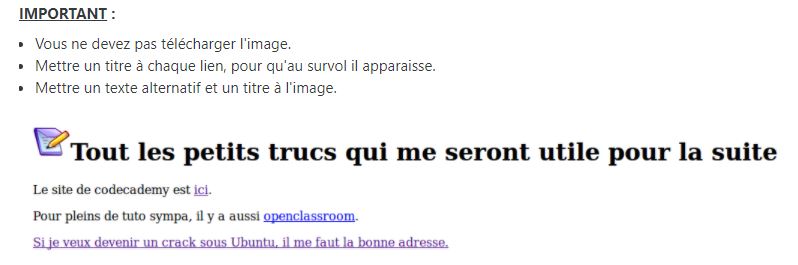 IMPORTANT :
Vous ne devez pas télécharger l'image.
Mettre un titre à chaque lien, pour qu'au survol il apparaisse.
Mettre un texte alternatif et un titre à l'image.
Tout les petits trucs qui me seront utile pour la suite
Le site de codecademy est ici.
Pour pleins de tuto sympa, il y a aussi openclassroom.
Si je veux devenir un crack sous Ubuntu, il me faut la bonne adresse.